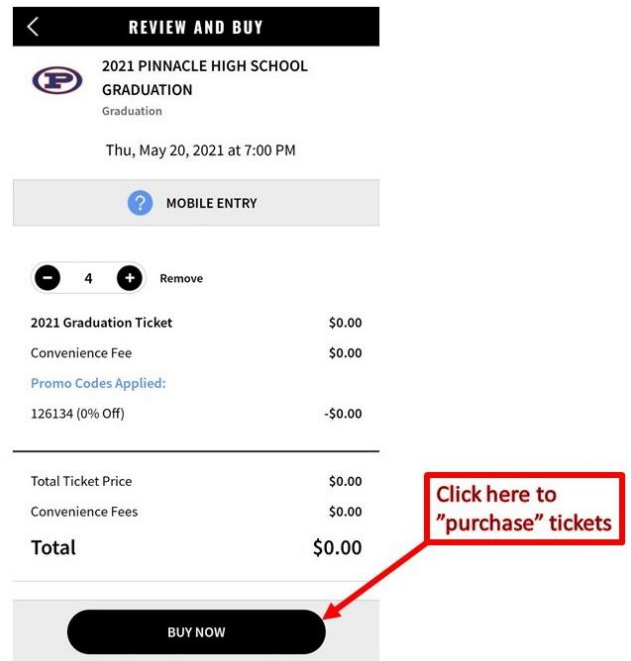 REVIEW AND BUY
P
2021 PINNACLE HIGH SCHOOL
GRADUATION
Graduation
Thu, May 20, 2021 at 7:00 PM
? MOBILE ENTRY
- 4 + Remove
2021 Graduation Ticket $0.00
Convenience Fee $0.00
Promo Codes Applied:
126134 (0% Off) -$0.00
Total Ticket Price $0.00
Convenience Fees $0.00
Total $0.00
Click here to
”purchase” tickets
BUY NOW